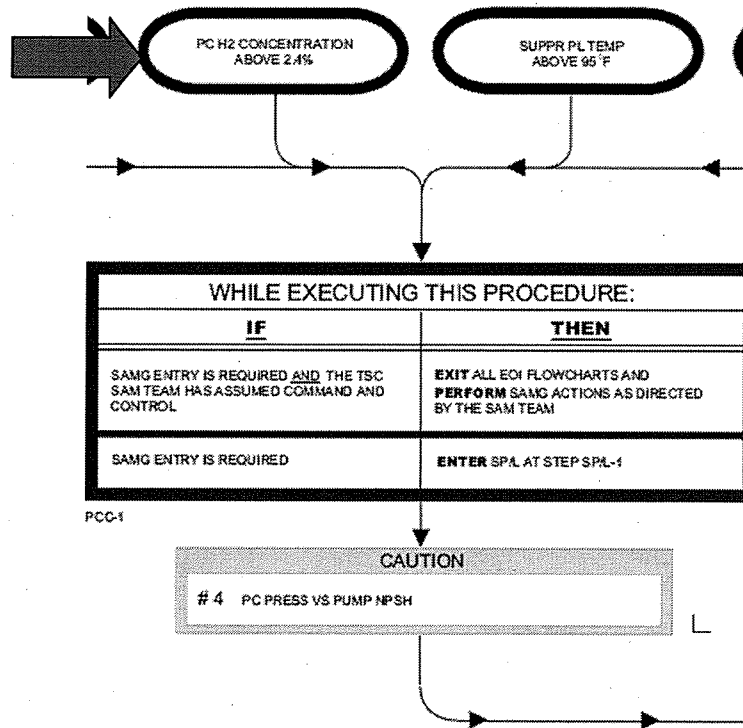 PC H2 CONCENTRATION
ABOVE 2.4%
SUPPR PL TEMP
ABOVE 95°F
WHILE EXECUTING THIS PROCEDURE:
IF
THEN
SAMG ENTRY IS REQUIRED AND THE TSC
SAM TEAM HAS ASSUMED COMMAND AND
CONTROL
EXIT ALL EOI FLOWCHARTS AND
PERFORM SAMG ACTIONS AS DIRECTED
BY THE SAM TEAM
SAMG ENTRY IS REQUIRED
ENTER SP/L AT STEP SP/L-1
PCC-1
CAUTION
# 4 PC PRESS VS PUMP NPSH
L